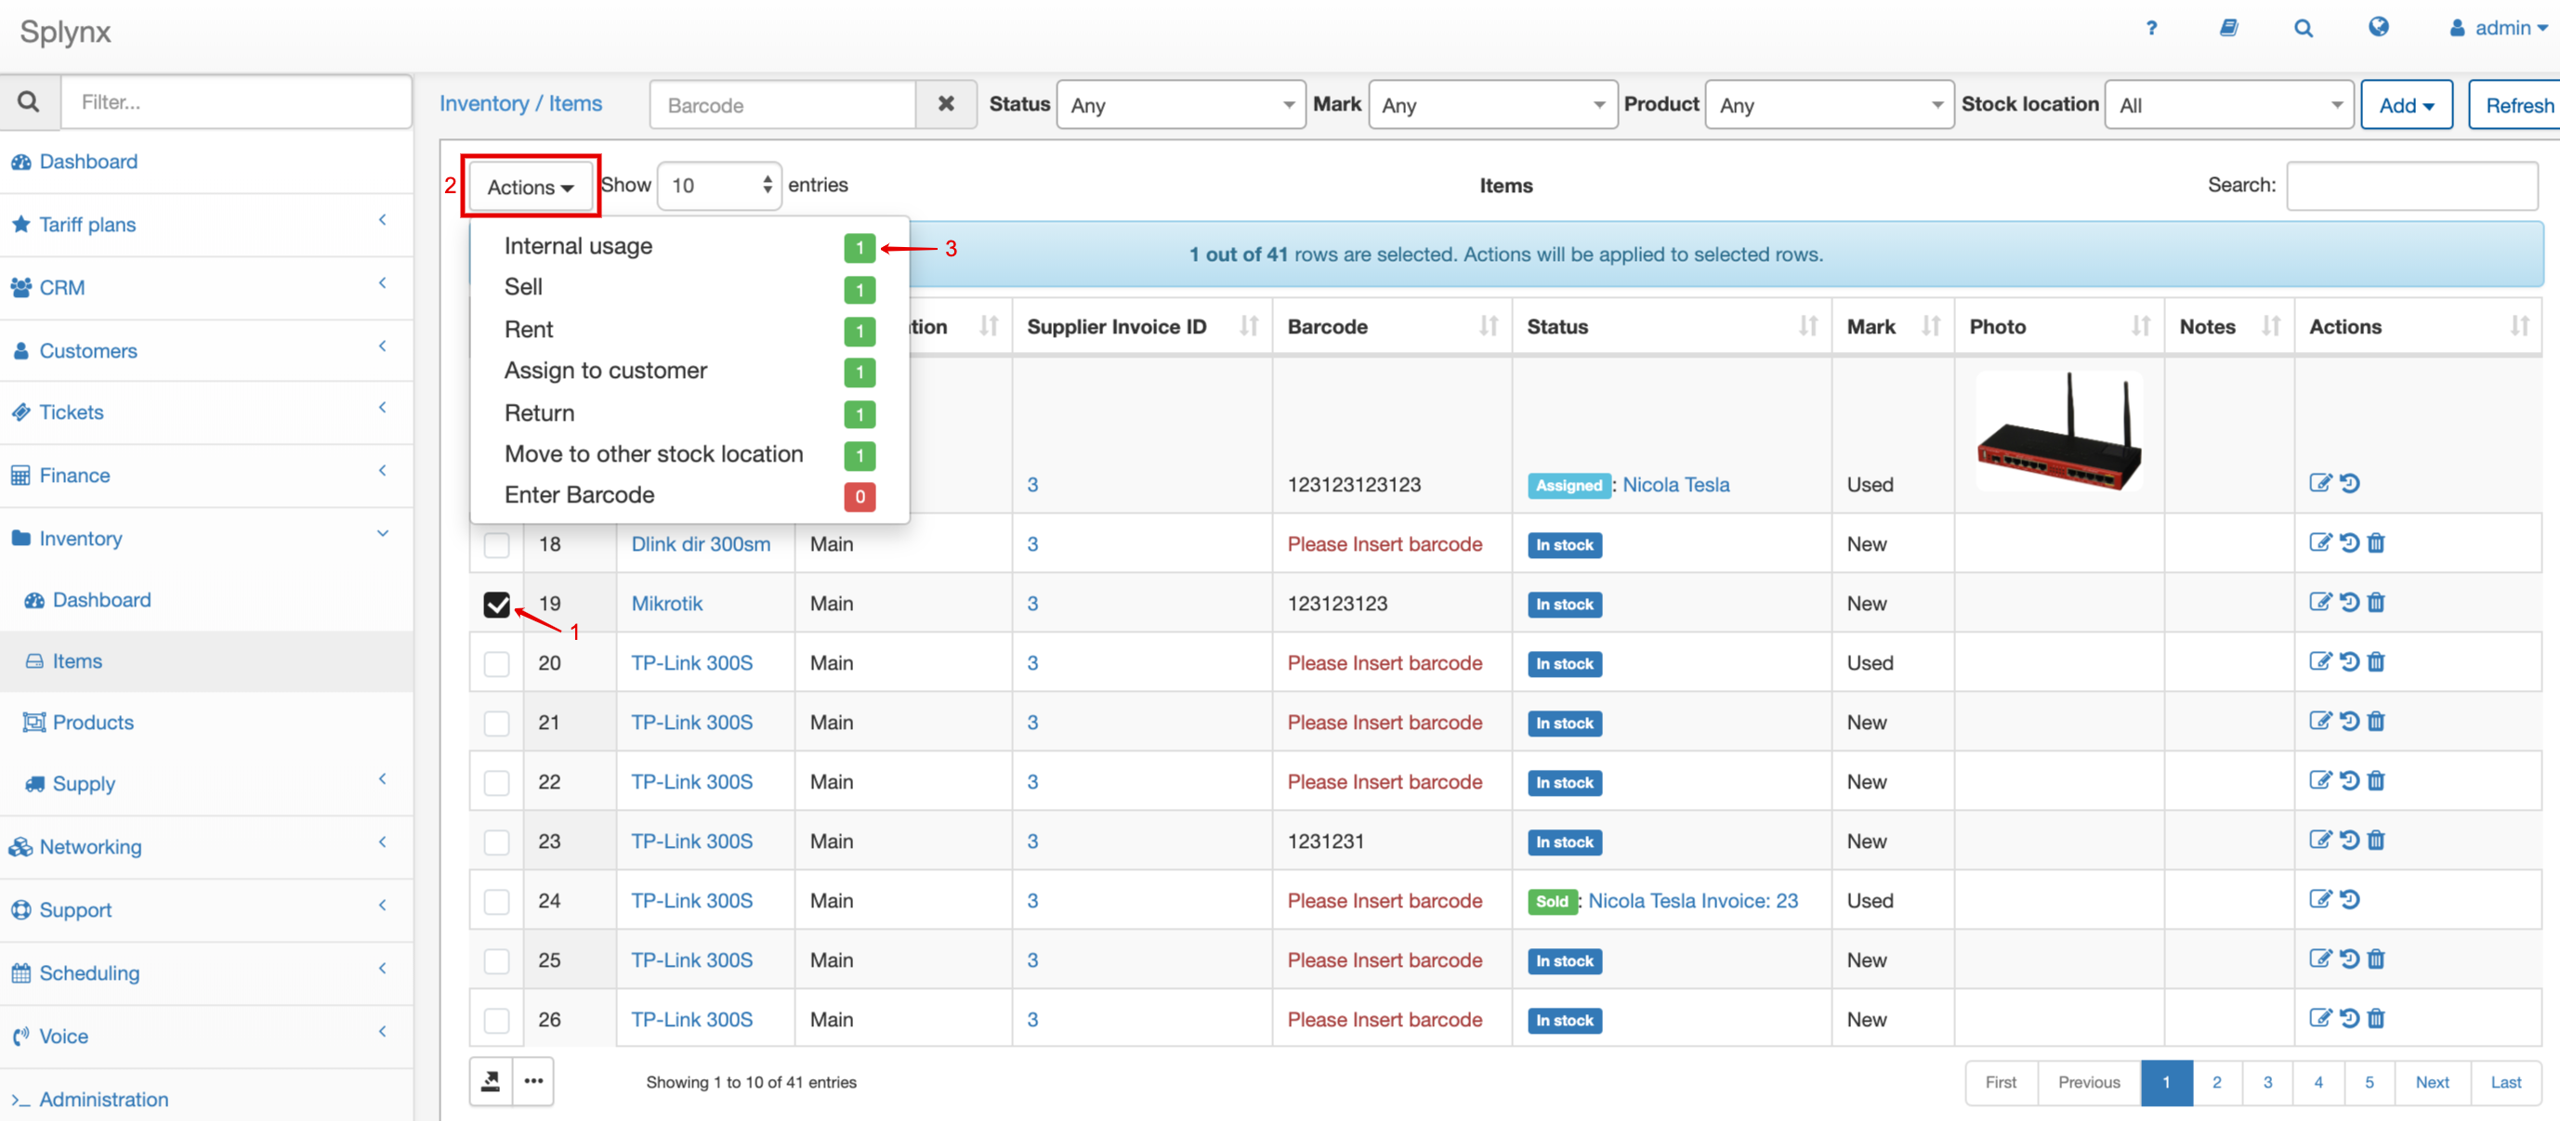 Splynx
? admin
Filter...
Inventory / Items Barcode Status Any Mark Any Product Any Stock location All Add Refresh
Dashboard
Tariff plans
CRM
Customers
Tickets
Finance
Inventory
Dashboard
Items
Products
Supply
Networking
Support
Scheduling
Voice
Administration
2 Actions Show 10 entries Items Search:
Internal usage 1 3
Sell 1
Rent 1
Assign to customer 1
Return 1
Move to other stock location 1
Enter Barcode 0
1 out of 41 rows are selected. Actions will be applied to selected rows.
tion Supplier Invoice ID Barcode Status Mark Photo Notes Actions
3 123123123123 Assigned : Nicola Tesla Used
18 Dlink dir 300sm Main 3 Please Insert barcode In stock New
19 Mikrotik Main 3 123123123 In stock New
1
20 TP-Link 300S Main 3 Please Insert barcode In stock Used
21 TP-Link 300S Main 3 Please Insert barcode In stock New
22 TP-Link 300S Main 3 Please Insert barcode In stock New
23 TP-Link 300S Main 3 1231231 In stock New
24 TP-Link 300S Main 3 Please Insert barcode Sold : Nicola Tesla Invoice: 23 Used
25 TP-Link 300S Main 3 Please Insert barcode In stock New
26 TP-Link 300S Main 3 Please Insert barcode In stock New
Showing 1 to 10 of 41 entries First Previous 1 2 3 4 5 Next Last